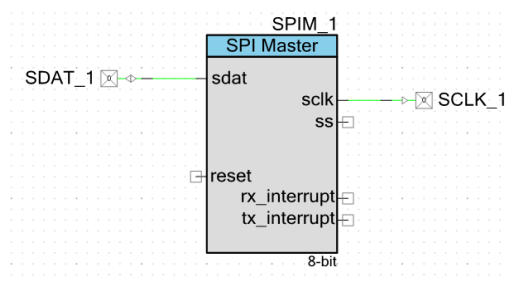 SPIM_1
SPI Master
SDAT_1
sdat
sclk
SCLK_1
ss
reset
rx_interrupt
tx_interrupt
8-bit